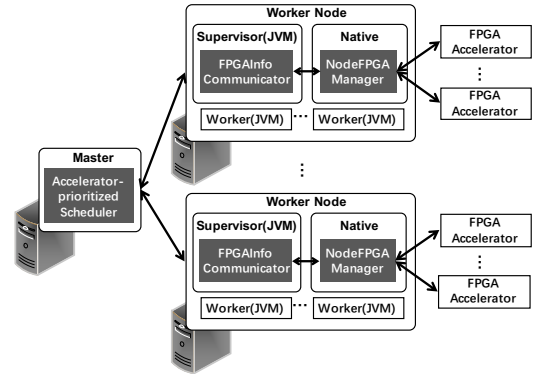 Worker Node
Supervisor(JVM)
Native
FPGAInfo
Communicator
NodeFPGA
Manager
Worker(JVM)
...
Worker(JVM)
FPGA
Accelerator
...
FPGA
Accelerator
...
Master
Accelerator-
prioritized
Scheduler
Worker Node
Supervisor(JVM)
Native
FPGAInfo
Communicator
NodeFPGA
Manager
Worker(JVM)
...
Worker(JVM)
FPGA
Accelerator
...
FPGA
Accelerator